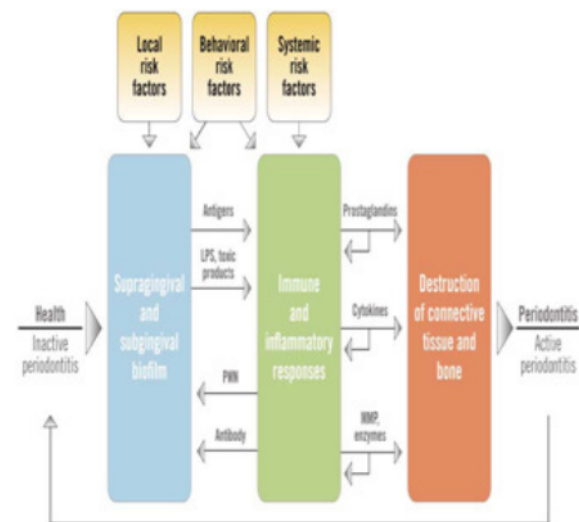 Local
risk
factors
Behavioral
risk
factors
Systemic
risk
factors
Health
Inactive
periodontitis
Supragingival
and
subgingival
biofilm
Antigens
LPS, toxic
products
PMN
Antibody
Immune
and
inflammatory
responses
Prostaglandins
Cytokines
MMP,
enzymes
Destruction
of connective
tissue and
bone
Periodontitis
Active
periodontitis